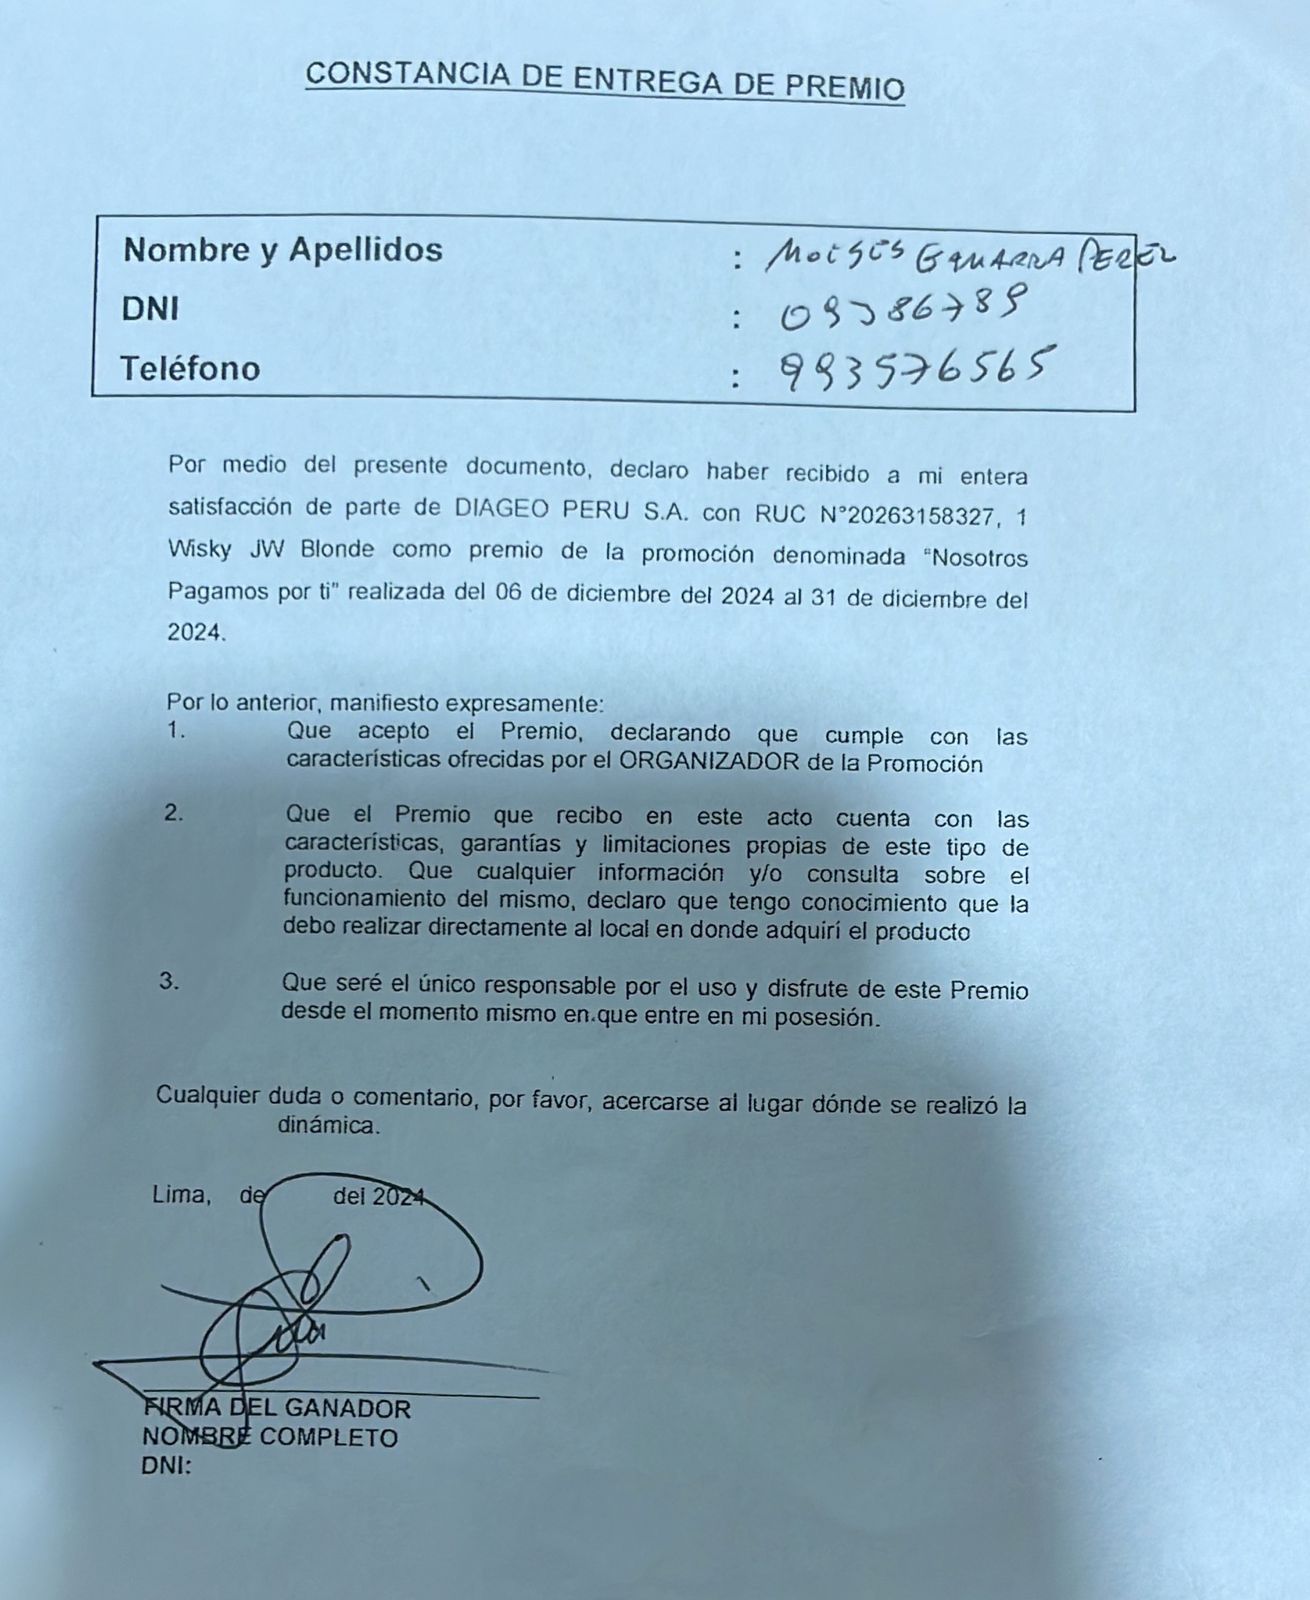 CONSTANCIA DE ENTREGA DE PREMIO
Nombre y Apellidos : MOISES GAMARRA PEREZ
DNI : 09386789
Teléfono : 993576565
Por medio del presente documento, declaro haber recibido a mi entera
satisfacción de parte de DIAGEO PERU S.A. con RUC N°20263158327, 1
Wisky JW Blonde como premio de la promoción denominada “Nosotros
Pagamos por ti” realizada del 06 de diciembre del 2024 al 31 de diciembre del
2024.
Por lo anterior, manifiesto expresamente:
1. Que acepto el Premio, declarando que cumple con las
características ofrecidas por el ORGANIZADOR de la Promoción
2. Que el Premio que recibo en este acto cuenta con las
características, garantías y limitaciones propias de este tipo de
producto. Que cualquier información y/o consulta sobre el
funcionamiento del mismo, declaro que tengo conocimiento que la
debo realizar directamente al local en donde adquirí el producto
3. Que seré el único responsable por el uso y disfrute de este Premio
desde el momento mismo en que entre en mi posesión.
Cualquier duda o comentario, por favor, acercarse al lugar dónde se realizó la
dinámica.
Lima, de del 2024
FIRMA DEL GANADOR
NOMBRE COMPLETO
DNI: